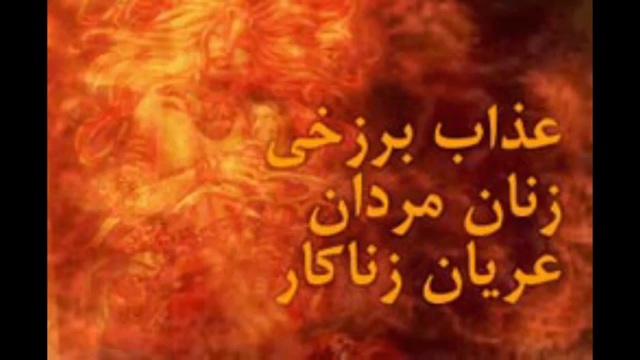 عذاب برزخی
زنان مردان
عریان زناکار